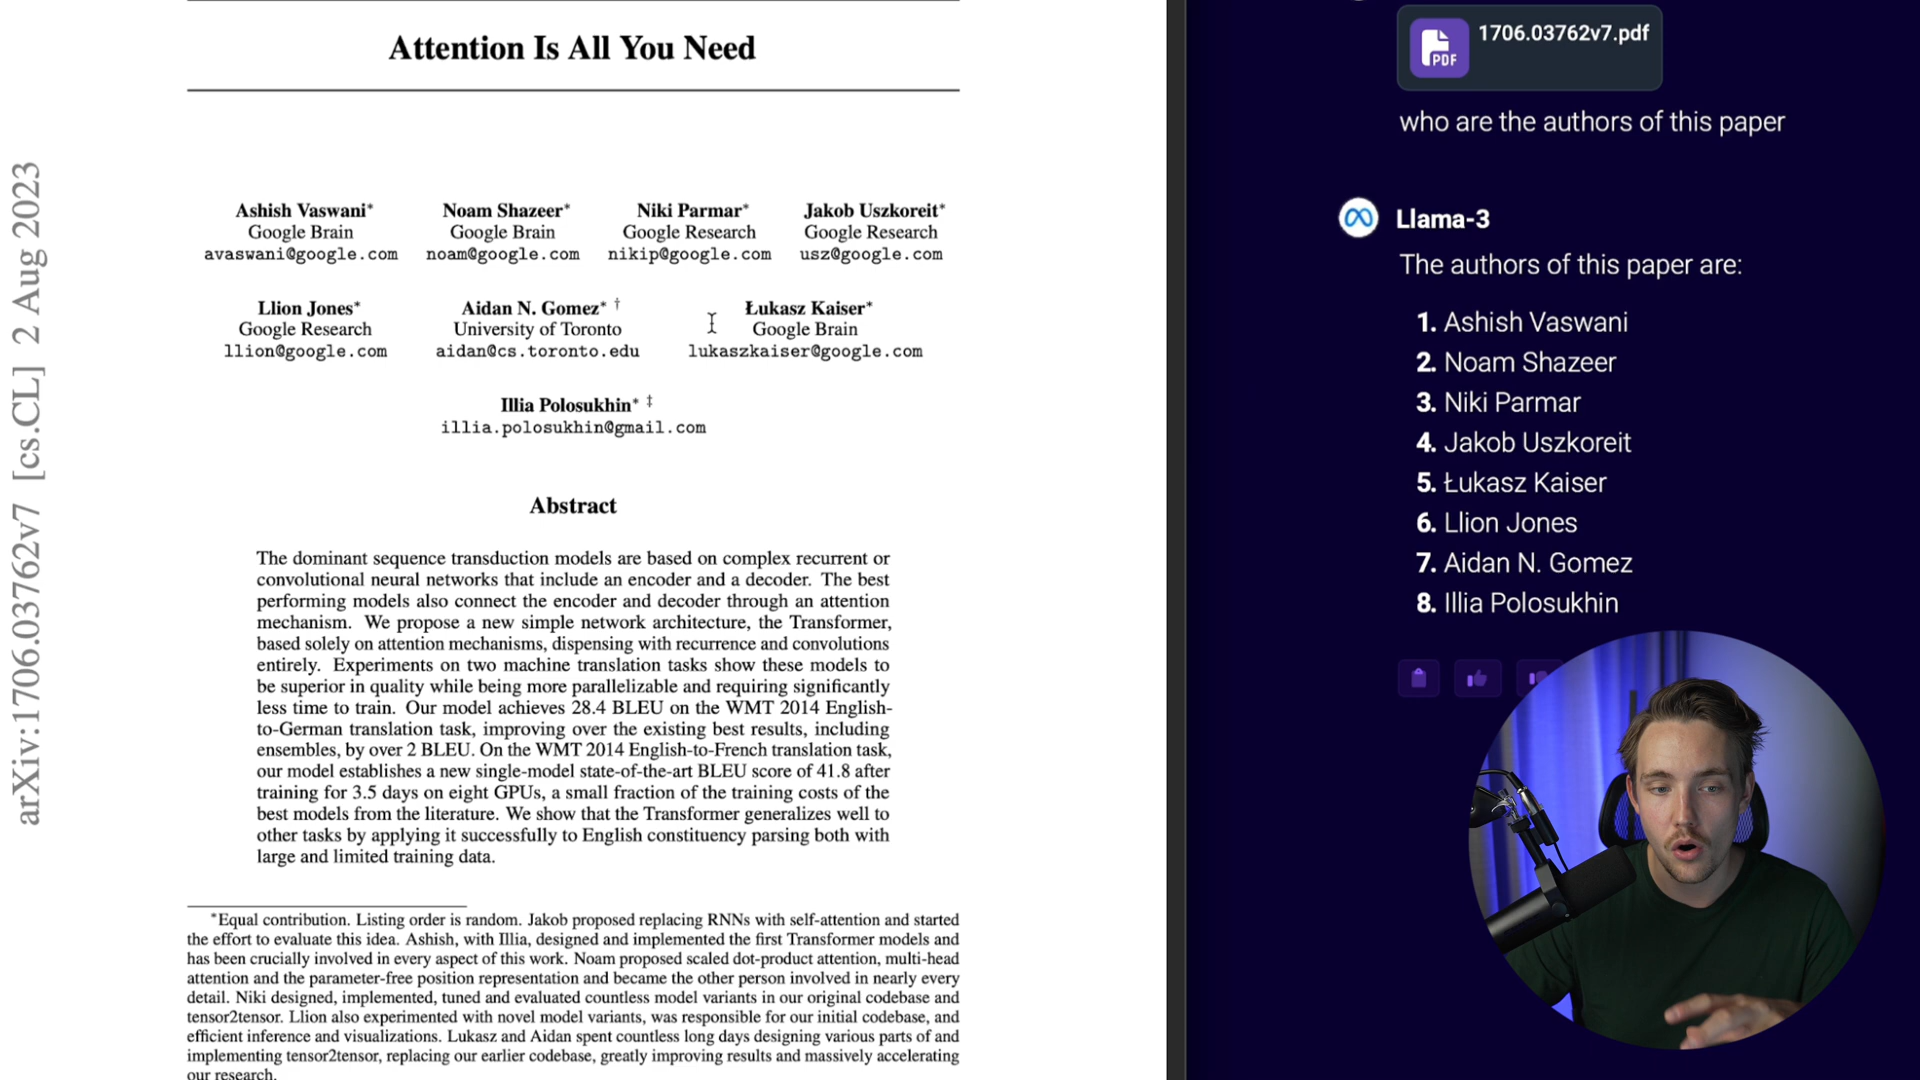 Attention Is All You Need
arXiv:1706.03762v7 [cs.CL] 2 Aug 2023
Ashish Vaswani* Noam Shazeer* Niki Parmar* Jakob Uszkoreit*
Google Brain Google Brain Google Research Google Research
avaswani@google.com noam@google.com nikip@google.com usz@google.com
Llion Jones* Aidan N. Gomez* † Łukasz Kaiser*
Google Research University of Toronto Google Brain
llion@google.com aidan@cs.toronto.edu lukaszkaiser@google.com
Illia Polosukhin* ‡
illia.polosukhin@gmail.com
Abstract
The dominant sequence transduction models are based on complex recurrent or
convolutional neural networks that include an encoder and a decoder. The best
performing models also connect the encoder and decoder through an attention
mechanism. We propose a new simple network architecture, the Transformer,
based solely on attention mechanisms, dispensing with recurrence and convolutions
entirely. Experiments on two machine translation tasks show these models to
be superior in quality while being more parallelizable and requiring significantly
less time to train. Our model achieves 28.4 BLEU on the WMT 2014 English-
to-German translation task, improving over the existing best results, including
ensembles, by over 2 BLEU. On the WMT 2014 English-to-French translation task,
our model establishes a new single-model state-of-the-art BLEU score of 41.8 after
training for 3.5 days on eight GPUs, a small fraction of the training costs of the
best models from the literature. We show that the Transformer generalizes well to
other tasks by applying it successfully to English constituency parsing both with
large and limited training data.
*Equal contribution. Listing order is random. Jakob proposed replacing RNNs with self-attention and started
the effort to evaluate this idea. Ashish, with Illia, designed and implemented the first Transformer models and
has been crucially involved in every aspect of this work. Noam proposed scaled dot-product attention, multi-head
attention and the parameter-free position representation and became the other person involved in nearly every
detail. Niki designed, implemented, tuned and evaluated countless model variants in our original codebase and
tensor2tensor. Llion also experimented with novel model variants, was responsible for our initial codebase, and
efficient inference and visualizations. Lukasz and Aidan spent countless long days designing various parts of and
implementing tensor2tensor, replacing our earlier codebase, greatly improving results and massively accelerating
our research.
PDF
1706.03762v7.pdf
who are the authors of this paper
Llama-3
The authors of this paper are:
1. Ashish Vaswani
2. Noam Shazeer
3. Niki Parmar
4. Jakob Uszkoreit
5. Łukasz Kaiser
6. Llion Jones
7. Aidan N. Gomez
8. Illia Polosukhin